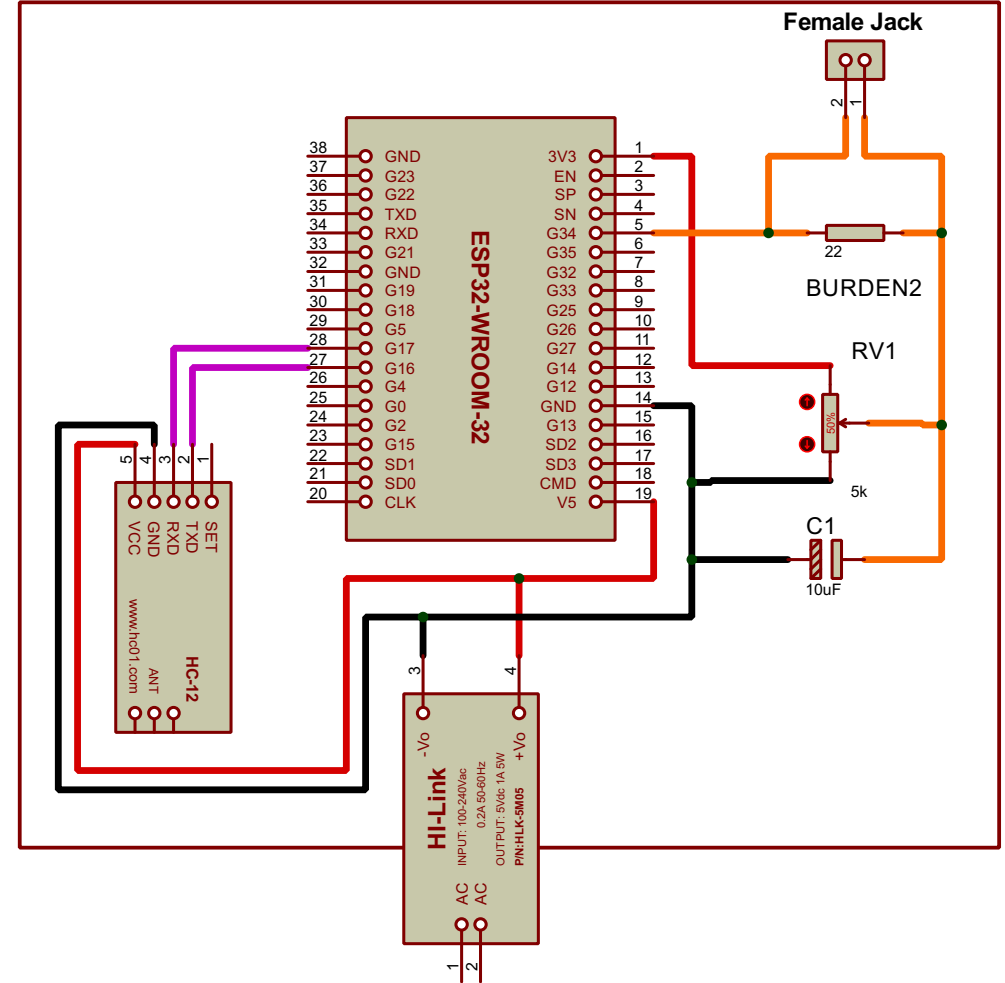 Female Jack
2
1
38 GND 3V3 1
37 G23 EN 2
36 G22 SP 3
35 TXD SN 4
34 RXD G34 5
33 G21 G35 6
32 GND G32 7
31 G19 G33 8
30 G18 G25 9
29 G5 G26 10
28 G17 G27 11
27 G16 G14 12
26 G4 G12 13
25 G0 GND 14
24 G2 G13 15
23 G15 SD2 16
22 SD1 SD3 17
21 SD0 CMD 18
20 CLK V5 19
ESP32-WROOM-32
22
BURDEN2
RV1
50%
5k
C1
10uF
5
4
3
2
1
VCC
GND
RXD
TXD
SET
www.hc01.com
ANT
HC-12
3
4
-Vo
+Vo
HI-Link
INPUT: 100-240Vac
0.2A 50-60Hz
OUTPUT: 5Vdc 1A 5W
P/N:HLK-5M05
AC
AC
1
2